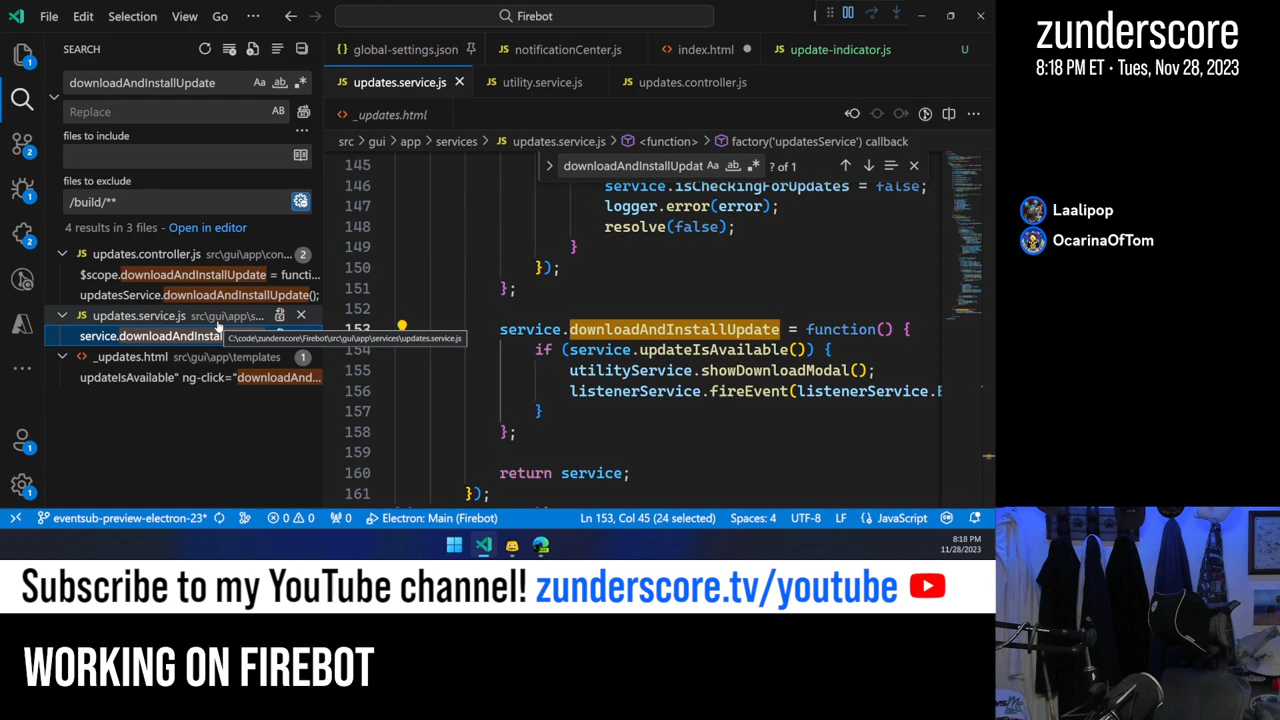 File Edit Selection View Go ··· Firebot
SEARCH
downloadAndInstallUpdate Aa ab .*
Replace AB
files to include
files to exclude
/build/**
4 results in 3 files - Open in editor
updates.controller.js src\gui\app\con... 2
$scope.downloadAndInstallUpdate = functi...
updatesService.downloadAndInstallUpdate();
updates.service.js src\gui\app\s...
service.downloadAndInstal
C:\code\zunderscore\Firebot\src\gui\app\services\updates.service.js
_updates.html src\gui\app\templates 1
updateIsAvailable" ng-click="downloadAnd...
global-settings.json notificationCenter.js index.html update-indicator.js U
updates.service.js utility.service.js updates.controller.js
_updates.html
src > gui > app > services > JS updates.service.js > <function> > factory('updatesService') callback
downloadAndInstallUpdat Aa ab .* ? of 1
145
146 service.isCheckingForUpdates = false;
147 logger.error(error);
148 resolve(false);
149 }
150 });
151 };
152
153 service.downloadAndInstallUpdate = function() {
154 if (service.updateIsAvailable()) {
155 utilityService.showDownloadModal();
156 listenerService.fireEvent(listenerService.E
157 }
158 };
159
160 return service;
161 });
eventsub-preview-electron-23* 0 0 0 Electron: Main (Firebot) Ln 153, Col 45 (24 selected) Spaces: 4 UTF-8 LF {} JavaScript
8:18 PM
11/28/2023
zunderscore
8:18 PM ET · Tues, Nov 28, 2023
Laalipop
OcarinaOfTom
Subscribe to my YouTube channel! zunderscore.tv/youtube
WORKING ON FIREBOT